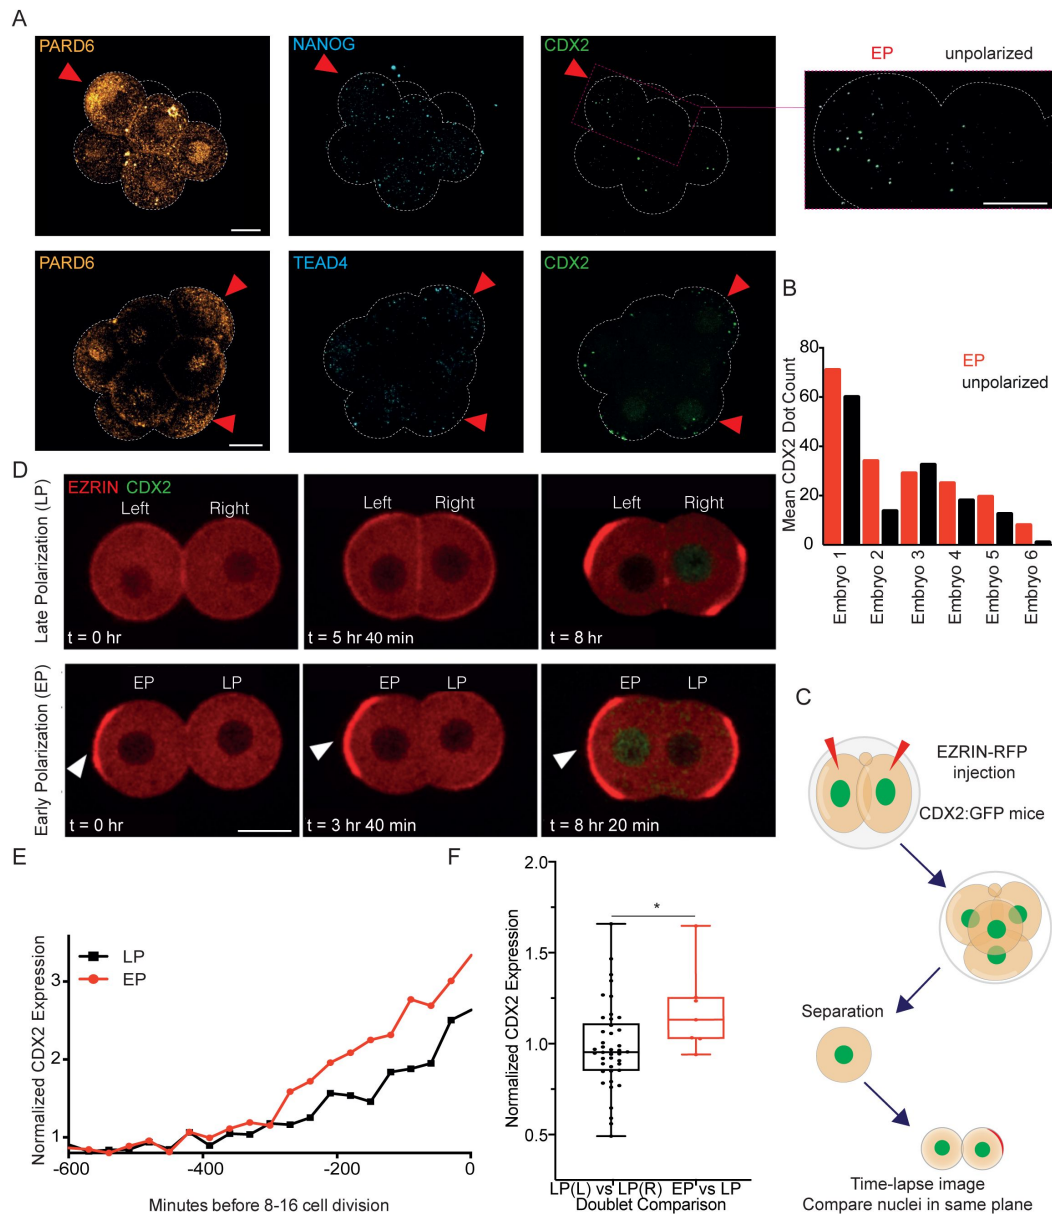 A
PARD6
NANOG
CDX2
EP
unpolarized
PARD6
TEAD4
CDX2
B
Mean CDX2 Dot Count
80
60
40
20
0
EP
unpolarized
Embryo 1
Embryo 2
Embryo 3
Embryo 4
Embryo 5
Embryo 6
D
Late Polarization (LP)
EZRIN CDX2
Left
Right
t = 0 hr
Left
Right
t = 5 hr 40 min
Left
Right
t = 8 hr
Early Polarization (EP)
EP
LP
t = 0 hr
EP
LP
t = 3 hr 40 min
EP
LP
t = 8 hr 20 min
C
EZRIN-RFP
injection
CDX2:GFP mice
Separation
Time-lapse image
Compare nuclei in same plane
E
Normalized CDX2 Expression
LP
EP
3
2
1
-600
-400
-200
0
Minutes before 8-16 cell division
F
Normalized CDX2 Expression
2.0
1.5
1.0
0.5
*
LP(L) vs LP(R)
EP vs LP
Doublet Comparison